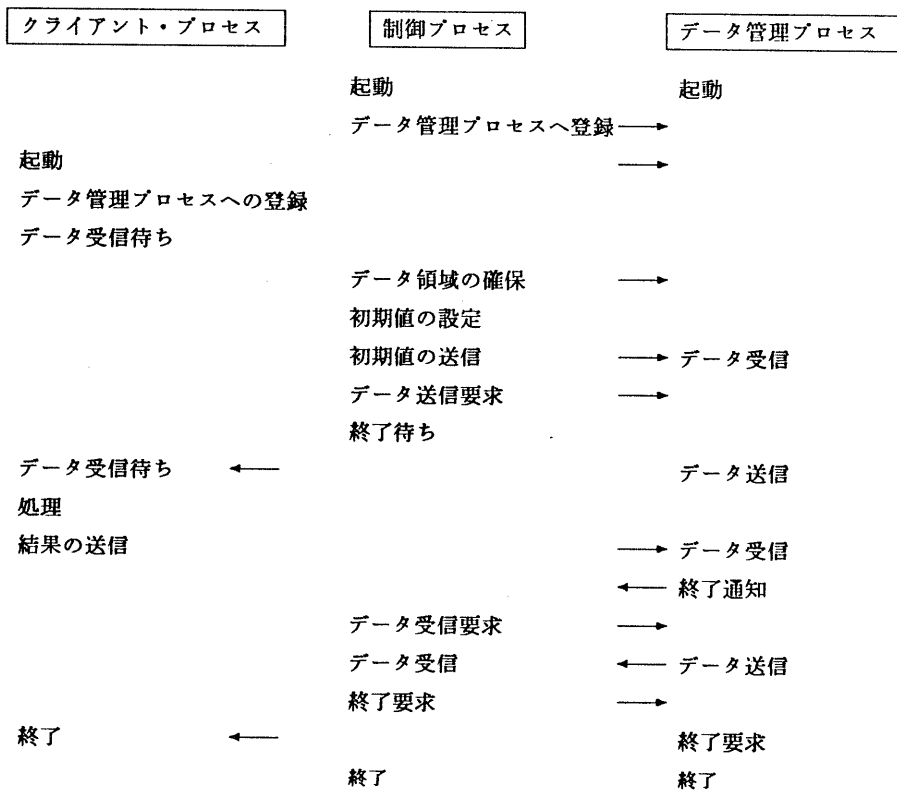 クライアント・プロセス 制御プロセス データ管理プロセス
起動 起動
データ管理プロセスへ登録 →
起動 →
データ管理プロセスへの登録
データ受信待ち
データ領域の確保 →
初期値の設定
初期値の送信 → データ受信
データ送信要求 →
終了待ち
データ受信待ち ← データ送信
処理
結果の送信 → データ受信
← 終了通知
データ受信要求 →
データ受信 ← データ送信
終了要求 →
終了 ← 終了要求
終了 終了